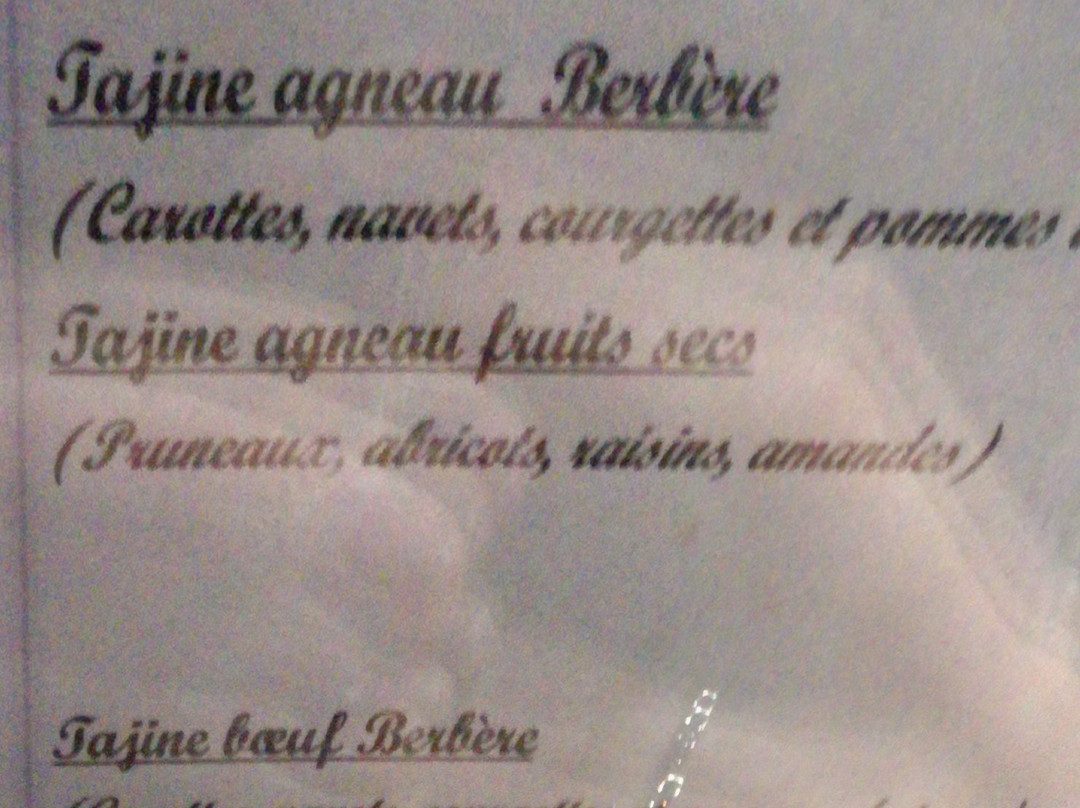 Tajine agneau Berbère
(Carottes, navets, courgettes et pommes
Tajine agneau fruits secs
(Pruneaux, abricots, raisins, amandes)
Tajine bœuf Berbère